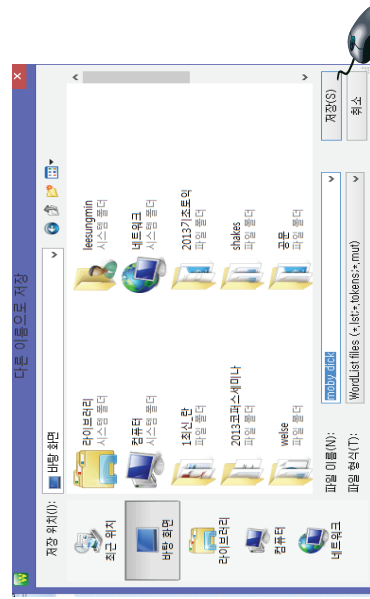 다른 이름으로 저장
저장 위치(I):
바탕 화면
최근 위치
바탕 화면
라이브러리
컴퓨터
네트워크
라이브러리
시스템 폴더
leesungmin
시스템 폴더
컴퓨터
시스템 폴더
네트워크
시스템 폴더
1최신_란
파일 폴더
2013기초토익
파일 폴더
2013코퍼스세미나
파일 폴더
shakes
파일 폴더
welse
파일 폴더
공문
파일 폴더
파일 이름(N):
moby dick
저장(S)
파일 형식(T):
WordList files (*.lst;*.tokens;*.mut)
취소